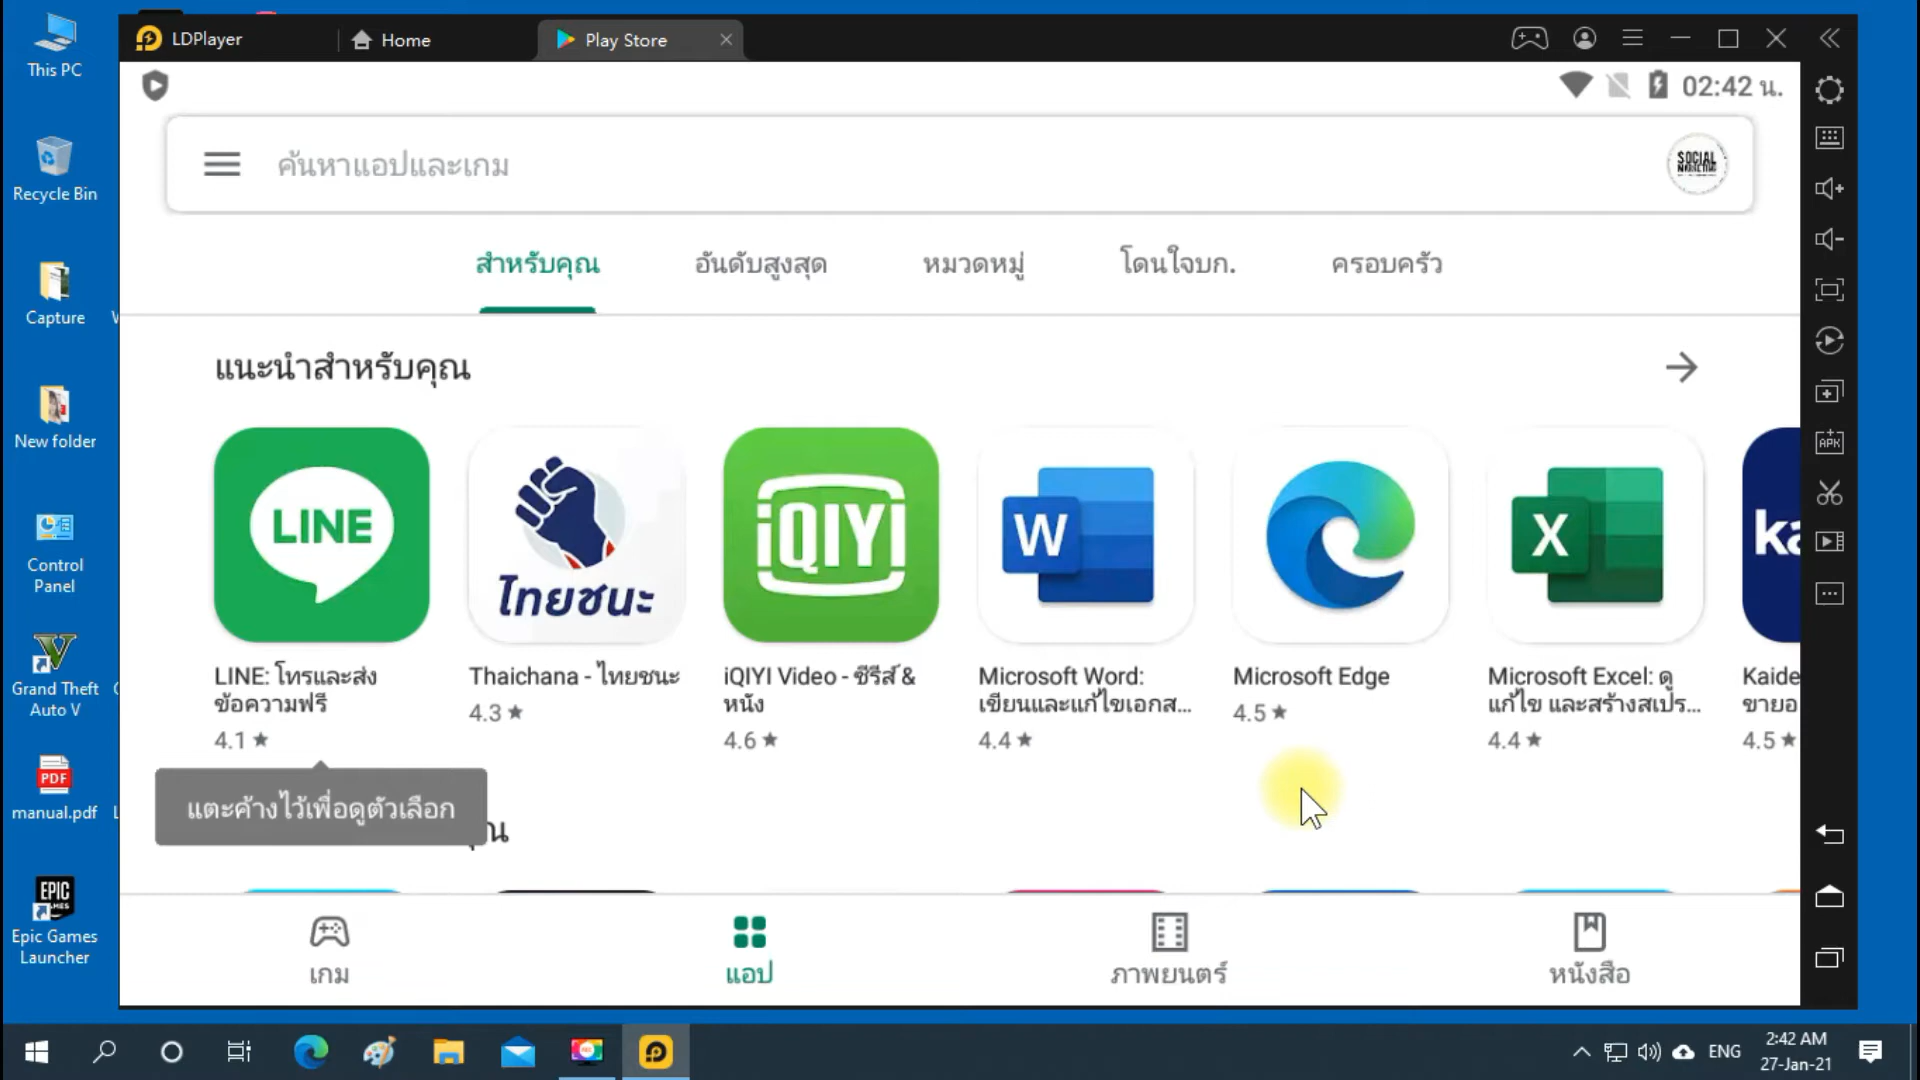 This PC
Recycle Bin
Capture
New folder
Control
Panel
Grand Theft
Auto V
PDF
manual.pdf
EPIC
GAMES
Epic Games
Launcher
LDPlayer
Home
Play Store
02:42 น.
ค้นหาแอปและเกม
SOCIAL
MARKETING
สำหรับคุณ
อันดับสูงสุด
หมวดหมู่
โดนใจบก.
ครอบครัว
แนะนำสำหรับคุณ
LINE
ไทยชนะ
iQIYI
W
X
LINE: โทรและส่ง
ข้อความฟรี
4.1 ★
Thaichana - ไทยชนะ
4.3 ★
iQIYI Video - ซีรีส์ &
หนัง
4.6 ★
Microsoft Word:
เขียนและแก้ไขเอกส...
4.4 ★
Microsoft Edge
4.5 ★
Microsoft Excel: ดู
แก้ไข และสร้างสเปร...
4.4 ★
Kaide
ขายอ
4.5 ★
แตะค้างไว้เพื่อดูตัวเลือก
เกม
แอป
ภาพยนตร์
หนังสือ
APK
ENG
2:42 AM
27-Jan-21